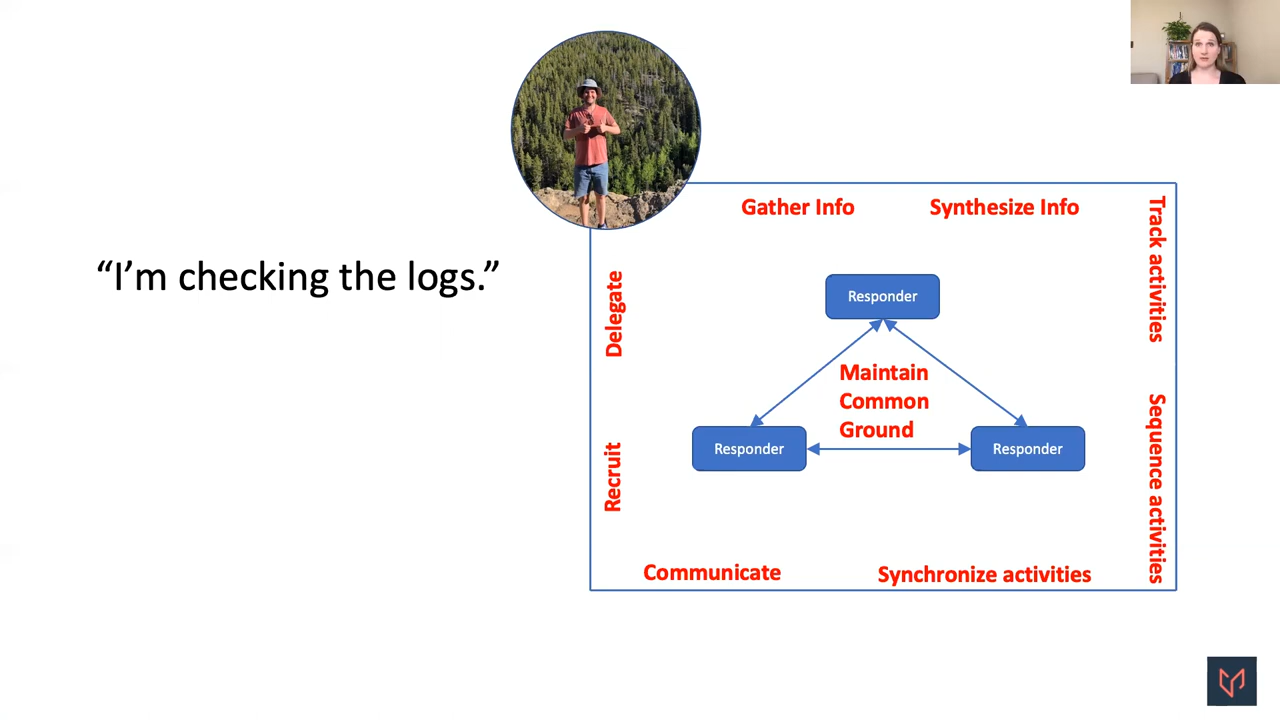 “I’m checking the logs.”
Gather Info
Synthesize Info
Track activities
Delegate
Responder
Maintain
Common
Ground
Responder
Responder
Recruit
Sequence activities
Communicate
Synchronize activities